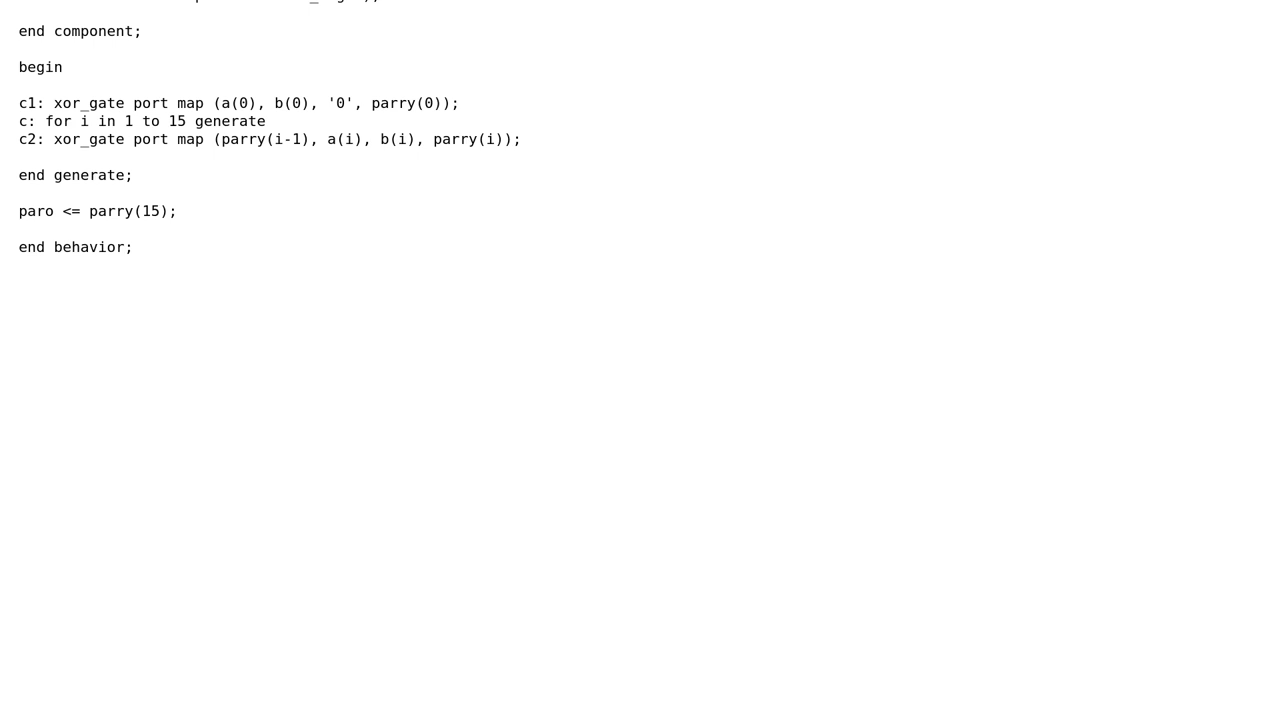 end component;
begin
c1: xor_gate port map (a(0), b(0), '0', parry(0));
c: for i in 1 to 15 generate
c2: xor_gate port map (parry(i-1), a(i), b(i), parry(i));
end generate;
paro <= parry(15);
end behavior;